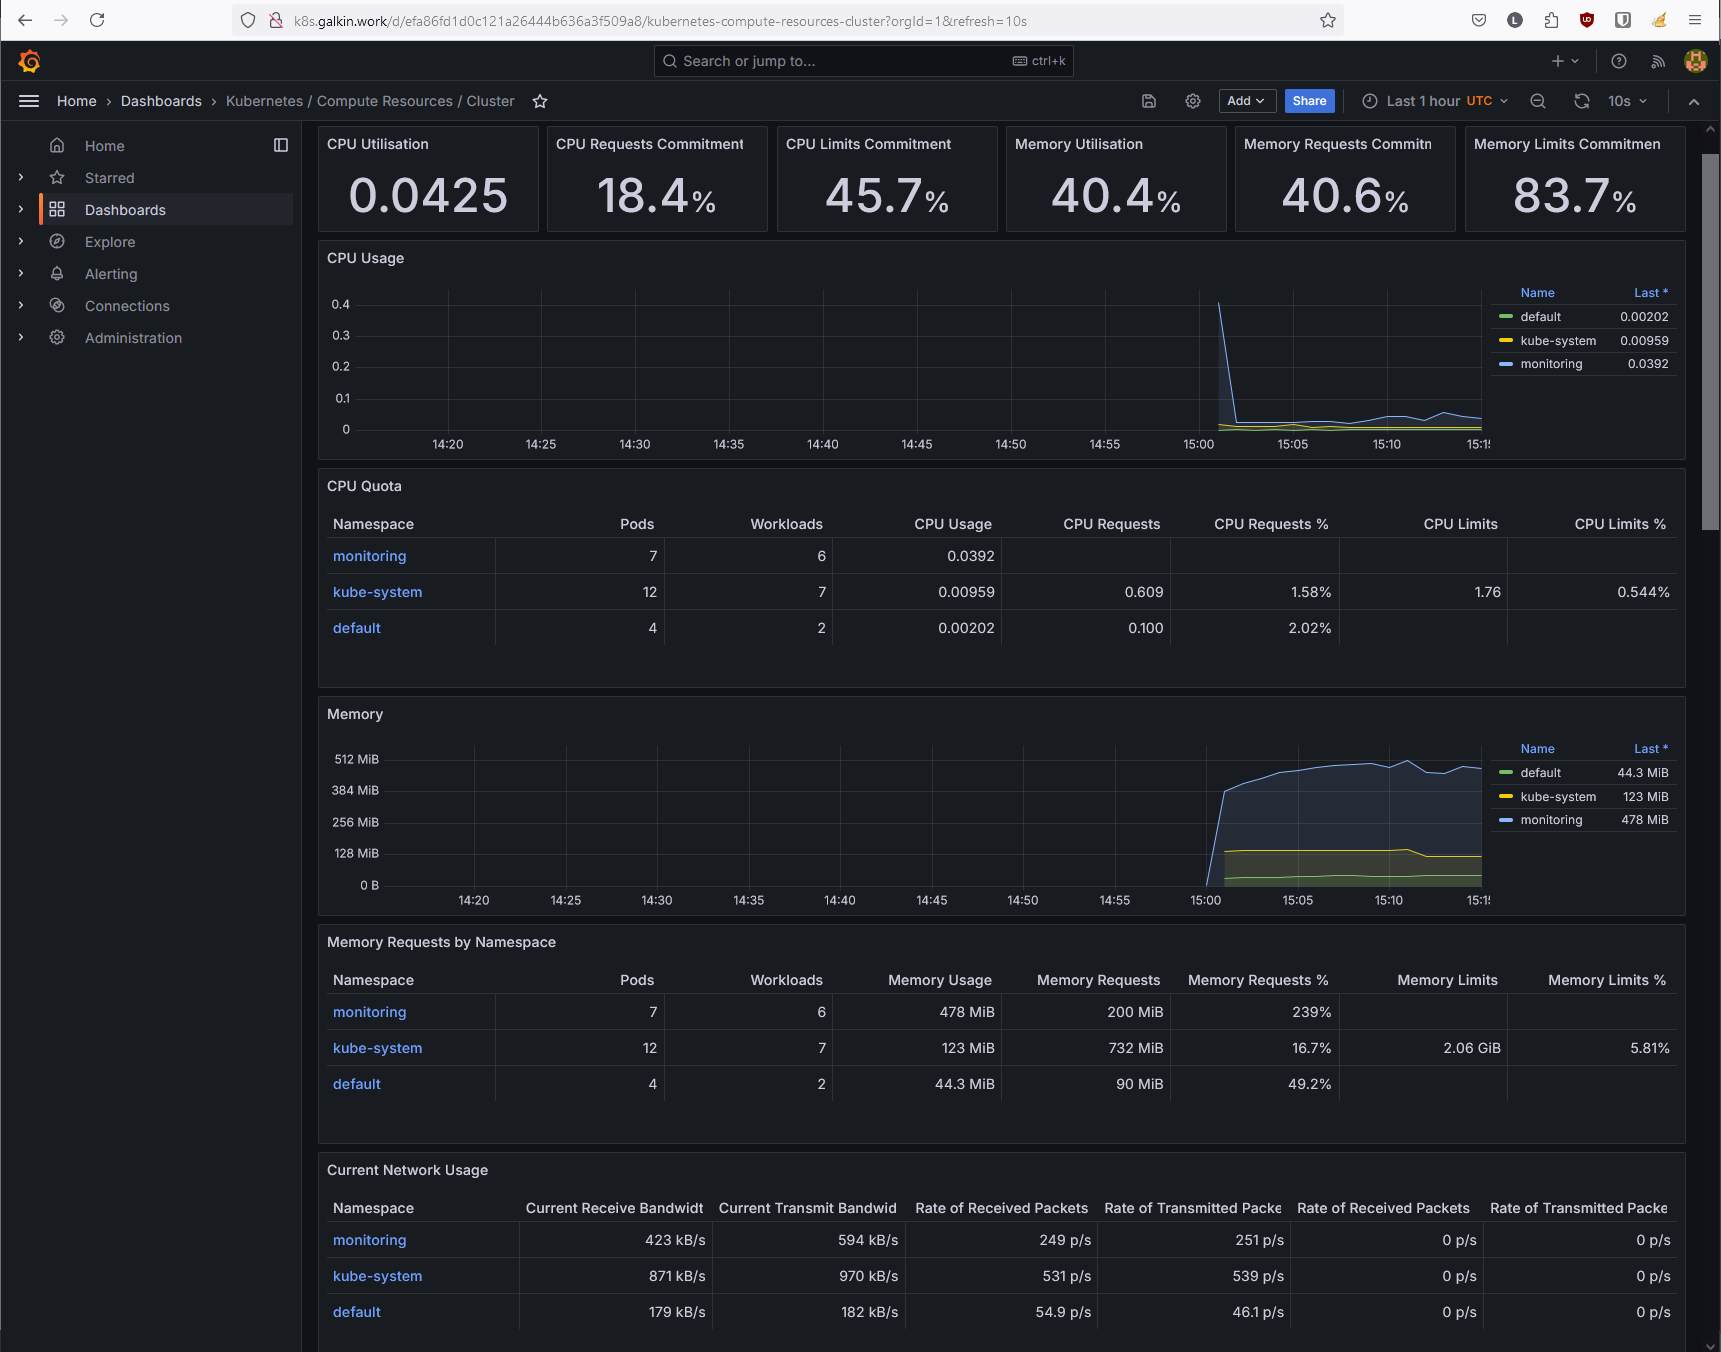 k8s.galkin.work/d/efa86fd1d0c121a26444b636a3f509a8/kubernetes-compute-resources-cluster?orgId=1&refresh=10s
Search or jump to... ctrl+k
Home › Dashboards › Kubernetes / Compute Resources / Cluster Add Share Last 1 hour UTC 10s
Home
Starred
Dashboards
Explore
Alerting
Connections
Administration
CPU Utilisation CPU Requests Commitment CPU Limits Commitment Memory Utilisation Memory Requests Commitn Memory Limits Commitmen
0.0425 18.4% 45.7% 40.4% 40.6% 83.7%
CPU Usage
0.4
0.3
0.2
0.1
0
14:20 14:25 14:30 14:35 14:40 14:45 14:50 14:55 15:00 15:05 15:10 15:1
Name Last *
default 0.00202
kube-system 0.00959
monitoring 0.0392
CPU Quota
Namespace Pods Workloads CPU Usage CPU Requests CPU Requests % CPU Limits CPU Limits %
monitoring 7 6 0.0392
kube-system 12 7 0.00959 0.609 1.58% 1.76 0.544%
default 4 2 0.00202 0.100 2.02%
Memory
512 MiB
384 MiB
256 MiB
128 MiB
0 B
14:20 14:25 14:30 14:35 14:40 14:45 14:50 14:55 15:00 15:05 15:10 15:1
Name Last *
default 44.3 MiB
kube-system 123 MiB
monitoring 478 MiB
Memory Requests by Namespace
Namespace Pods Workloads Memory Usage Memory Requests Memory Requests % Memory Limits Memory Limits %
monitoring 7 6 478 MiB 200 MiB 239%
kube-system 12 7 123 MiB 732 MiB 16.7% 2.06 GiB 5.81%
default 4 2 44.3 MiB 90 MiB 49.2%
Current Network Usage
Namespace Current Receive Bandwidt Current Transmit Bandwid Rate of Received Packets Rate of Transmitted Packe Rate of Received Packets Rate of Transmitted Packe
monitoring 423 kB/s 594 kB/s 249 p/s 251 p/s 0 p/s 0 p/s
kube-system 871 kB/s 970 kB/s 531 p/s 539 p/s 0 p/s 0 p/s
default 179 kB/s 182 kB/s 54.9 p/s 46.1 p/s 0 p/s 0 p/s